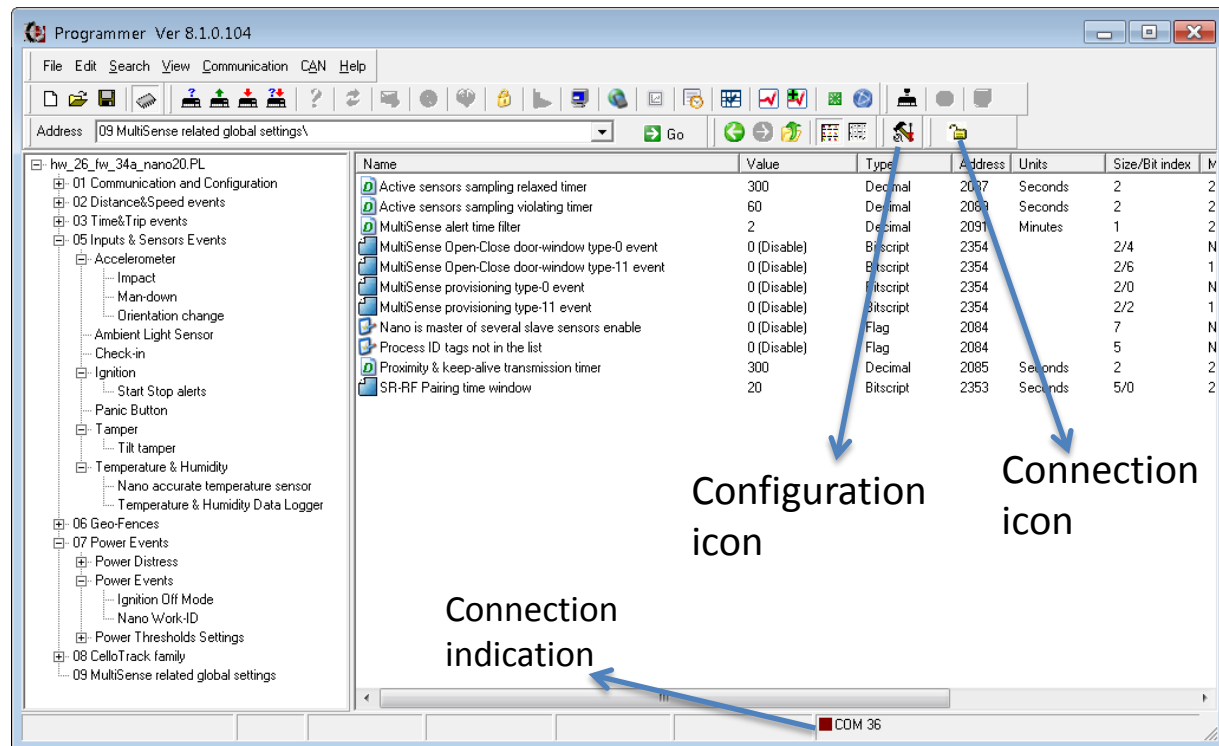 Programmer Ver 8.1.0.104
File Edit Search View Communication CAN Help
Address 09 MultiSense related global settings\ Go
hw_26_fw_34a_nano20.PL
01 Communication and Configuration
02 Distance&Speed events
03 Time&Trip events
05 Inputs & Sensors Events
Accelerometer
Impact
Man-down
Orientation change
Ambient Light Sensor
Check-in
Ignition
Start Stop alerts
Panic Button
Tamper
Tilt tamper
Temperature & Humidity
Nano accurate temperature sensor
Temperature & Humidity Data Logger
06 Geo-Fences
07 Power Events
Power Distress
Power Events
Ignition Off Mode
Nano Work-ID
Power Thresholds Settings
08 CelloTrack family
09 MultiSense related global settings
Name Value Type Address Units Size/Bit index M
Active sensors sampling relaxed timer 300 Decimal 2087 Seconds 2 2
Active sensors sampling violating timer 60 Decimal 2089 Seconds 2 2
MultiSense alert time filter 2 Decimal 2091 Minutes 1 2
MultiSense Open-Close door-window type-0 event 0 (Disable) Bitscript 2354 2/4 N
MultiSense Open-Close door-window type-11 event 0 (Disable) Bitscript 2354 2/6 1
MultiSense provisioning type-0 event 0 (Disable) Bitscript 2354 2/0 N
MultiSense provisioning type-11 event 0 (Disable) Bitscript 2354 2/2 1
Nano is master of several slave sensors enable 0 (Disable) Flag 2084 7 N
Process ID tags not in the list 0 (Disable) Flag 2084 5 N
Proximity & keep-alive transmission timer 300 Decimal 2085 Seconds 2 2
SR-RF Pairing time window 20 Bitscript 2353 Seconds 5/0 2
Configuration
icon
Connection
icon
Connection
indication
COM 36